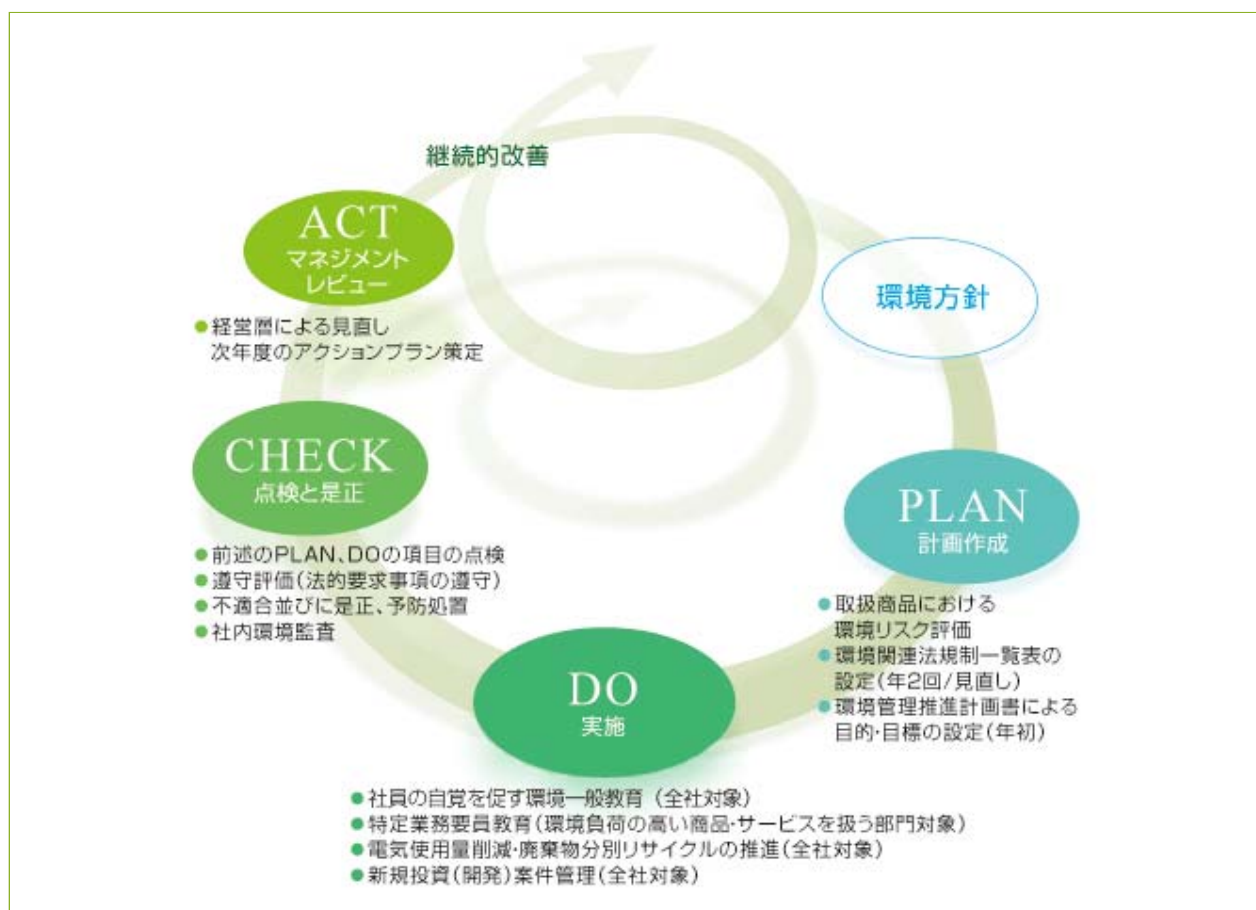 継続的改善
ACT
マネジメント
レビュー
●経営層による見直し
次年度のアクションプラン策定
環境方針
CHECK
点検と是正
●前述のPLAN、DOの項目の点検
●遵守評価(法的要求事項の遵守)
●不適合並びに是正、予防処置
●社内環境監査
PLAN
計画作成
●取扱商品における
環境リスク評価
●環境関連法規制一覧表の
設定(年2回/見直し)
●環境管理推進計画書による
目的・目標の設定(年初)
DO
実施
●社員の自覚を促す環境一般教育 (全社対象)
●特定業務要員教育(環境負荷の高い商品・サービスを扱う部門対象)
●電気使用量削減・廃棄物分別リサイクルの推進(全社対象)
●新規投資(開発)案件管理(全社対象)